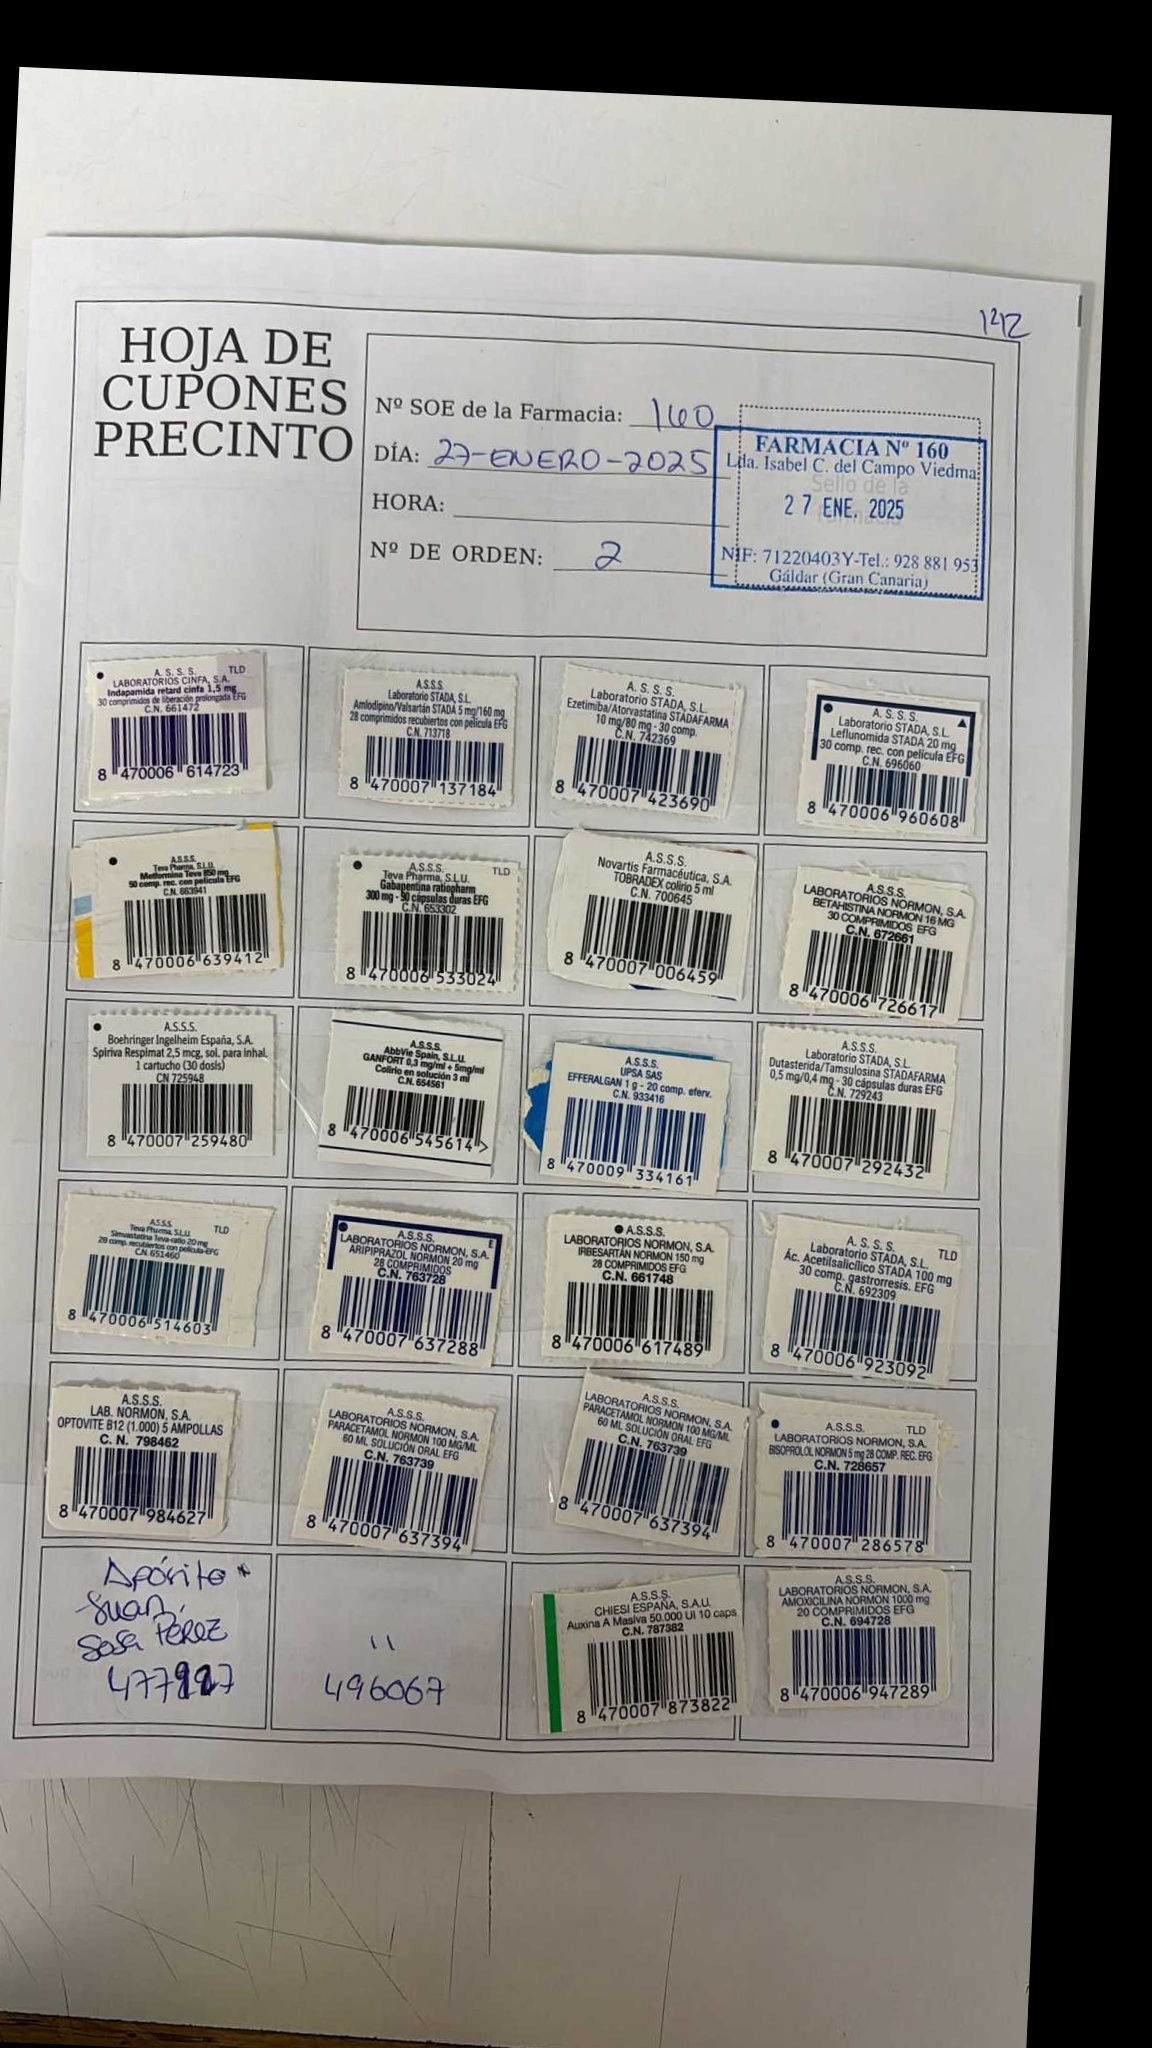 1212
HOJA DE
CUPONES
PRECINTO
Nº SOE de la Farmacia: 160
DÍA: 27-ENERO-2025
HORA:
Nº DE ORDEN: 2
Sello de la
Farmacia
FARMACIA Nº 160
Lda. Isabel C. del Campo Viedma
27 ENE. 2025
NIF: 71220403Y-Tel.: 928 881 953
Gáldar (Gran Canaria)
A. S. S. S. TLD
LABORATORIOS CINFA, S.A.
Indapamida retard cinfa 1,5 mg
30 comprimidos de liberación prolongada EFG
C.N. 661472
8 470006 614723
A.S.S.S.
Laboratorio STADA, S.L.
Amlodipino/Valsartán STADA 5 mg/160 mg
28 comprimidos recubiertos con película EFG
C.N. 713718
8 470007 137184
A. S. S. S.
Laboratorio STADA, S.L.
Ezetimiba/Atorvastatina STADAFARMA
10 mg/80 mg - 30 comp.
C.N. 742369
8 470007 423690
A. S. S. S.
Laboratorio STADA, S.L.
Leflunomida STADA 20 mg
30 comp. rec. con película EFG
C.N. 696060
8 470006 960608
A.S.S.S.
Teva Pharma, S.L.U.
Metformina Teva 850 mg
50 comp. rec. con película EFG
C.N. 663941
8 470006 639412
A.S.S.S. TLD
Teva Pharma, S.L.U.
Gabapentina ratiopharm
300 mg - 90 cápsulas duras EFG
C.N. 653302
8 470006 533024
A.S.S.S.
Novartis Farmacéutica, S.A.
TOBRADEX colirio 5 ml
C.N. 700645
8 470007 006459
A.S.S.S.
LABORATORIOS NORMON, S.A.
BETAHISTINA NORMON 16 MG
30 COMPRIMIDOS EFG
C.N. 672661
8 470006 726617
A.S.S.S.
Boehringer Ingelheim España, S.A.
Spiriva Respimat 2,5 mcg, sol. para inhal.
1 cartucho (30 dosis)
CN 725948
8 470007 259480
A.S.S.S.
AbbVie Spain, S.L.U.
GANFORT 0,3 mg/ml + 5mg/ml
Colirio en solución 3 ml
C.N. 654561
8 470006 545614 >
A.S.S.S.
UPSA SAS
EFFERALGAN 1 g - 20 comp. eferv.
C.N. 933416
8 470009 334161
A.S.S.S.
Laboratorio STADA, S.L.
Dutasterida/Tamsulosina STADAFARMA
0,5 mg/0,4 mg - 30 cápsulas duras EFG
C.N. 729243
8 470007 292432
A.S.S.S. TLD
Teva Pharma, S.L.U.
Simvastatina Teva-ratio 20 mg
28 comp. recubiertos con película-EFG
C.N. 651460
8 470006 514603
A.S.S.S. E
LABORATORIOS NORMON, S.A.
ARIPIPRAZOL NORMON 20 mg
28 COMPRIMIDOS
C.N. 763728
8 470007 637288
A.S.S.S.
LABORATORIOS NORMON, S.A.
IRBESARTÁN NORMON 150 mg
28 COMPRIMIDOS EFG
C.N. 661748
8 470006 617489
A. S. S. S. TLD
Laboratorio STADA, S.L.
Ác. Acetilsalicílico STADA 100 mg
30 comp. gastrorresis. EFG
C.N. 692309
8 470006 923092
A.S.S.S.
LAB. NORMON, S.A.
OPTOVITE B12 (1.000) 5 AMPOLLAS
C. N. 798462
8 470007 984627
A.S.S.S.
LABORATORIOS NORMON, S.A.
PARACETAMOL NORMON 100 MG/ML
60 ML SOLUCIÓN ORAL EFG
C.N. 763739
8 470007 637394
A.S.S.S.
LABORATORIOS NORMON, S.A.
PARACETAMOL NORMON 100 MG/ML
60 ML SOLUCIÓN ORAL EFG
C.N. 763739
8 470007 637394
A.S.S.S. TLD
LABORATORIOS NORMON, S.A.
BISOPROLOL NORMON 5 mg 28 COMP. REC. EFG
C.N. 728657
8 470007 286578
Apósito
Juan
Sosa Pérez
"
496067
A.S.S.S.
CHIESI ESPAÑA, S.A.U.
Auxina A Masiva 50.000 UI 10 caps
C.N. 787382
8 470007 873822
A.S.S.S.
LABORATORIOS NORMON, S.A.
AMOXICILINA NORMON 1000 mg
20 COMPRIMIDOS EFG
C.N. 694728
8 470006 947289